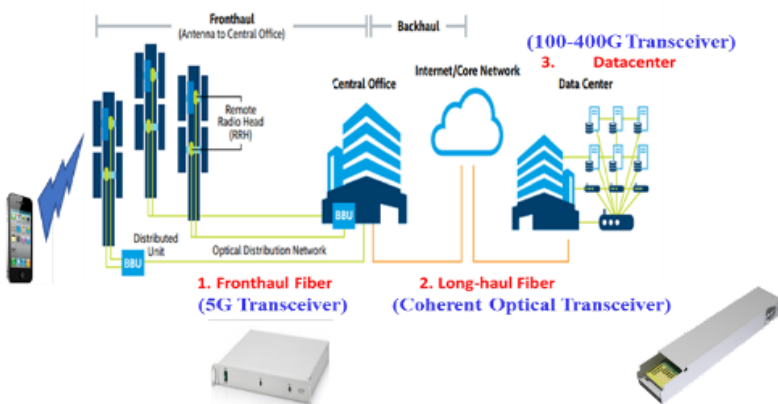 Fronthaul
(Antenna to Central Office)
Backhaul
(100-400G Transceiver)
3. Datacenter
Internet/Core Network
Central Office
Data Center
Remote
Radio Head
(RRH)
BBU
Distributed
Unit
Optical Distribution Network
BBU
1. Fronthaul Fiber
2. Long-haul Fiber
(5G Transceiver)
(Coherent Optical Transceiver)